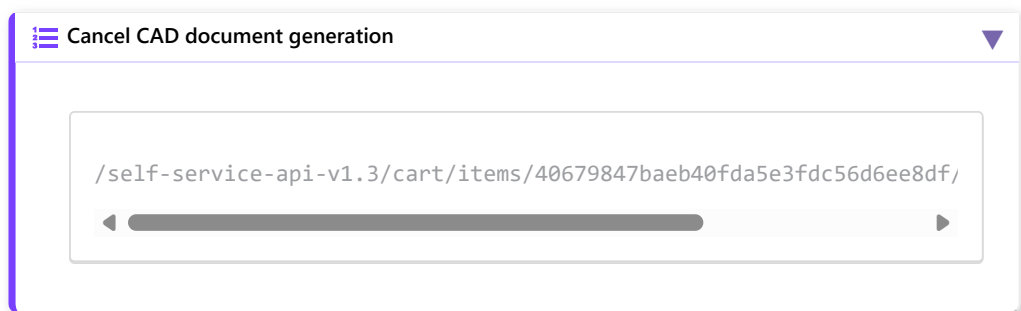 Cancel CAD document generation
/self-service-api-v1.3/cart/items/40679847baeb40fda5e3fdc56d6ee8df/